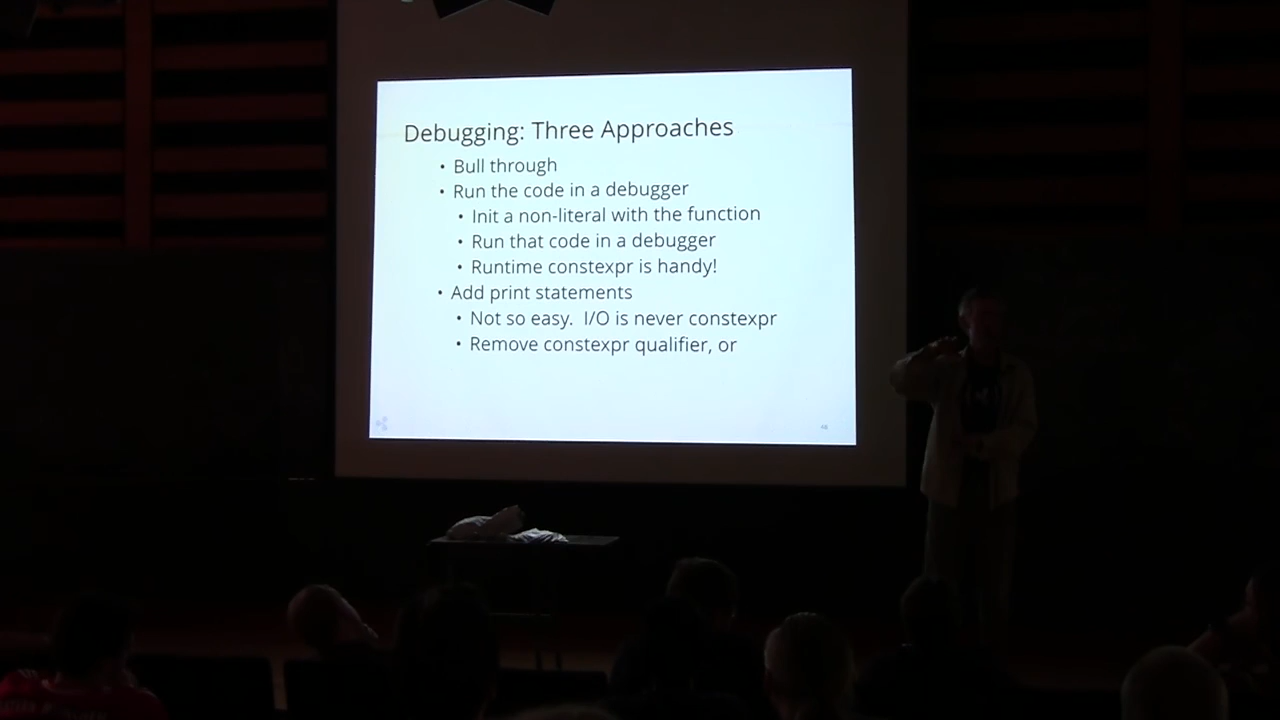 Debugging: Three Approaches
• Bull through
• Run the code in a debugger
• Init a non-literal with the function
• Run that code in a debugger
• Runtime constexpr is handy!
• Add print statements
• Not so easy. I/O is never constexpr
• Remove constexpr qualifier, or